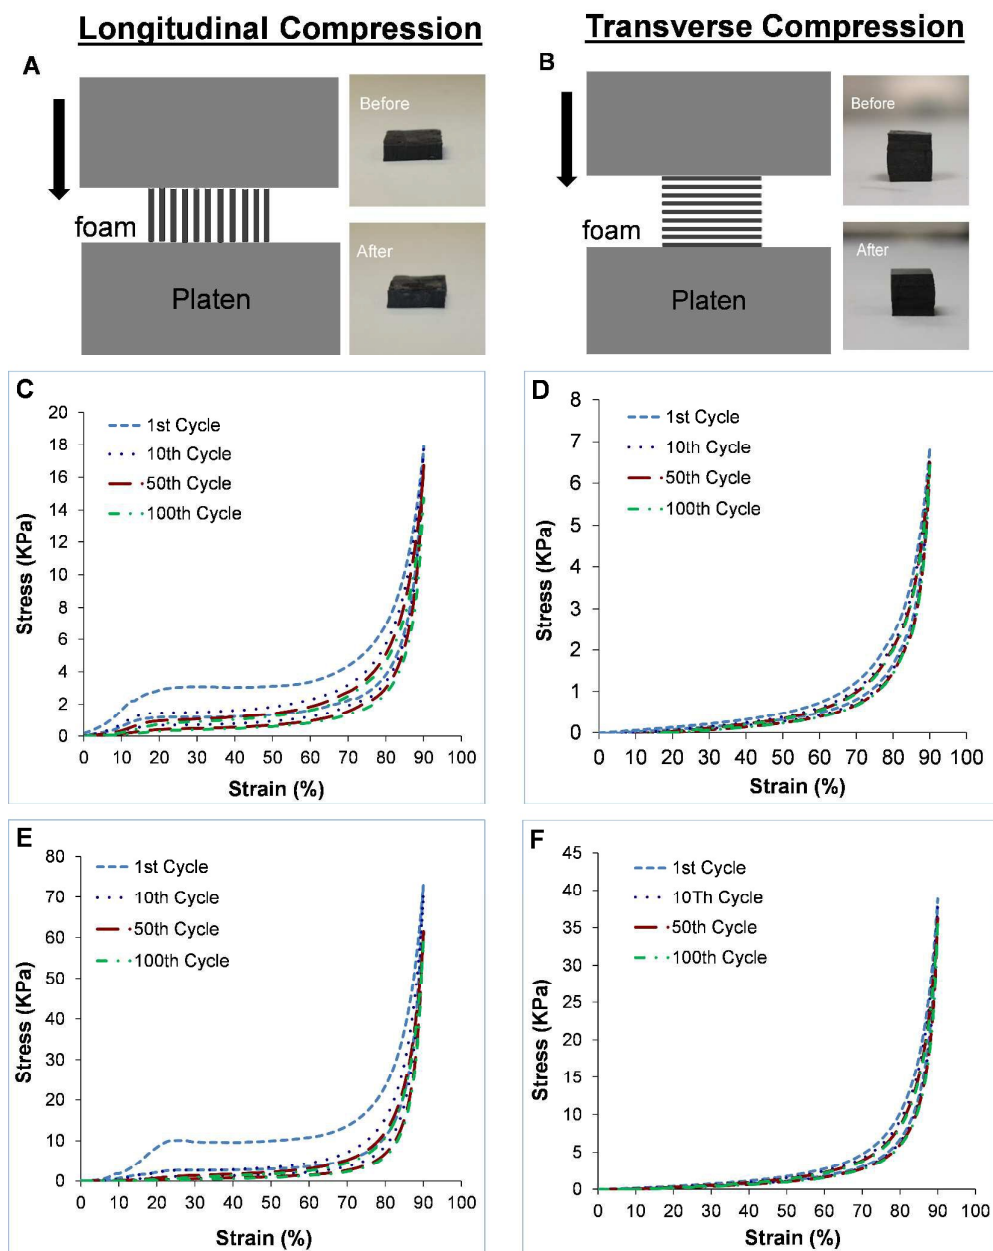 Longitudinal Compression
Transverse Compression
A
Before
foam
After
Platen
B
Before
foam
After
Platen
C
20
18
16
14
12
10
8
6
4
2
0
Stress (KPa)
1st Cycle
10th Cycle
50th Cycle
100th Cycle
0 10 20 30 40 50 60 70 80 90 100
Strain (%)
D
8
7
6
5
4
3
2
1
0
Stress (KPa)
1st Cycle
10th Cycle
50th Cycle
100th Cycle
0 10 20 30 40 50 60 70 80 90 100
Strain (%)
E
80
70
60
50
40
30
20
10
0
Stress (KPa)
1st Cycle
10th Cycle
50th Cycle
100th Cycle
0 10 20 30 40 50 60 70 80 90 100
Strain (%)
F
45
40
35
30
25
20
15
10
5
0
Stress (KPa)
1st Cycle
10Th Cycle
50th Cycle
100th Cycle
0 10 20 30 40 50 60 70 80 90 100
Strain (%)